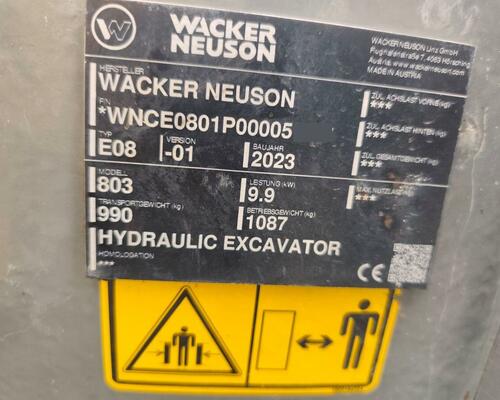 WACKER
NEUSON
WACKER NEUSON Linz GmbH
Flughafenstraße 7, 4063 Hörsching
Austria, www.wackerneuson.com
MADE IN AUSTRIA
HERSTELLER
WACKER NEUSON
*WNCE0801P00005
TYP VERSION BAUJAHR
E08 -01 2023
MODELL LEISTUNG (kW)
803 9.9
TRANSPORTGEWICHT (kg) BETRIEBSGEWICHT (kg)
990 1087
HYDRAULIC EXCAVATOR
HOMOLOGATION
***
ZUL. ACHSLAST VORNE (kg)
***
ZUL. ACHSLAST HINTEN (kg)
***
ZUL. GESAMTGEWICHT (kg)
***
MAX. NUTZLAST (kg)
***
CE